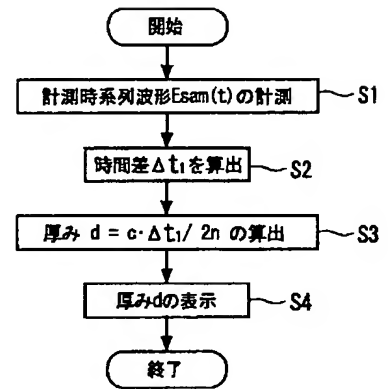 開始
計測時系列波形Esam(t)の計測 S1
時間差Δt₁を算出 S2
厚み d = c・Δt₁/ 2n の算出 S3
厚みdの表示 S4
終了